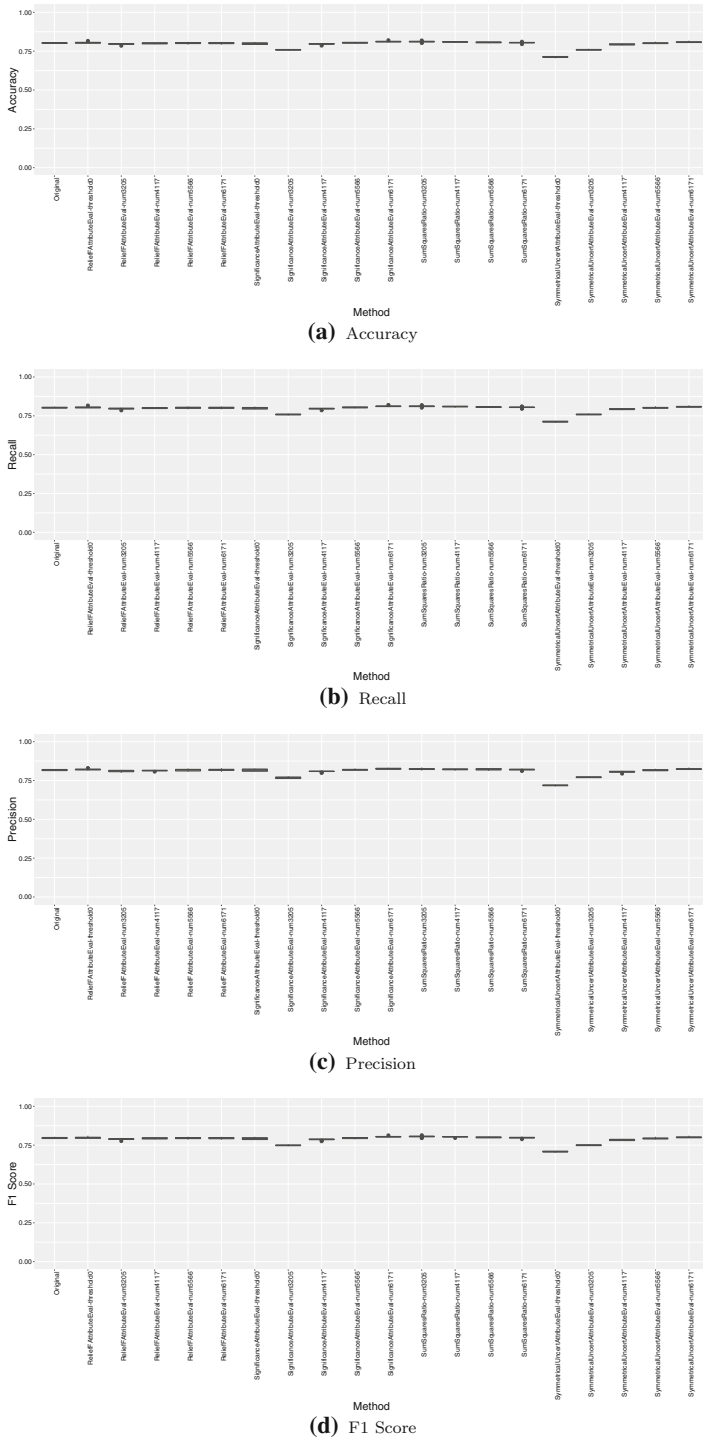 1.00
0.75
0.50
0.25
0.00
Accuracy
Original
ReliefFAttributeEval-threshold0
ReliefFAttributeEval-num3205
ReliefFAttributeEval-num4117
ReliefFAttributeEval-num5566
ReliefFAttributeEval-num6171
SignificanceAttributeEval-threshold0
SignificanceAttributeEval-num3205
SignificanceAttributeEval-num4117
SignificanceAttributeEval-num5566
SignificanceAttributeEval-num6171
SumSquaresRatio-num3205
SumSquaresRatio-num4117
SumSquaresRatio-num5566
SumSquaresRatio-num6171
SymmetricalUncertAttributeEval-threshold0
SymmetricalUncertAttributeEval-num3205
SymmetricalUncertAttributeEval-num4117
SymmetricalUncertAttributeEval-num5566
SymmetricalUncertAttributeEval-num6171
Method
(a) Accuracy
1.00
0.75
0.50
0.25
0.00
Recall
Original
ReliefFAttributeEval-threshold0
ReliefFAttributeEval-num3205
ReliefFAttributeEval-num4117
ReliefFAttributeEval-num5566
ReliefFAttributeEval-num6171
SignificanceAttributeEval-threshold0
SignificanceAttributeEval-num3205
SignificanceAttributeEval-num4117
SignificanceAttributeEval-num5566
SignificanceAttributeEval-num6171
SumSquaresRatio-num3205
SumSquaresRatio-num4117
SumSquaresRatio-num5566
SumSquaresRatio-num6171
SymmetricalUncertAttributeEval-threshold0
SymmetricalUncertAttributeEval-num3205
SymmetricalUncertAttributeEval-num4117
SymmetricalUncertAttributeEval-num5566
SymmetricalUncertAttributeEval-num6171
Method
(b) Recall
1.00
0.75
0.50
0.25
0.00
Precision
Original
ReliefFAttributeEval-threshold0
ReliefFAttributeEval-num3205
ReliefFAttributeEval-num4117
ReliefFAttributeEval-num5566
ReliefFAttributeEval-num6171
SignificanceAttributeEval-threshold0
SignificanceAttributeEval-num3205
SignificanceAttributeEval-num4117
SignificanceAttributeEval-num5566
SignificanceAttributeEval-num6171
SumSquaresRatio-num3205
SumSquaresRatio-num4117
SumSquaresRatio-num5566
SumSquaresRatio-num6171
SymmetricalUncertAttributeEval-threshold0
SymmetricalUncertAttributeEval-num3205
SymmetricalUncertAttributeEval-num4117
SymmetricalUncertAttributeEval-num5566
SymmetricalUncertAttributeEval-num6171
Method
(c) Precision
1.00
0.75
0.50
0.25
0.00
F1 Score
Original
ReliefFAttributeEval-threshold0
ReliefFAttributeEval-num3205
ReliefFAttributeEval-num4117
ReliefFAttributeEval-num5566
ReliefFAttributeEval-num6171
SignificanceAttributeEval-threshold0
SignificanceAttributeEval-num3205
SignificanceAttributeEval-num4117
SignificanceAttributeEval-num5566
SignificanceAttributeEval-num6171
SumSquaresRatio-num3205
SumSquaresRatio-num4117
SumSquaresRatio-num5566
SumSquaresRatio-num6171
SymmetricalUncertAttributeEval-threshold0
SymmetricalUncertAttributeEval-num3205
SymmetricalUncertAttributeEval-num4117
SymmetricalUncertAttributeEval-num5566
SymmetricalUncertAttributeEval-num6171
Method
(d) F1 Score